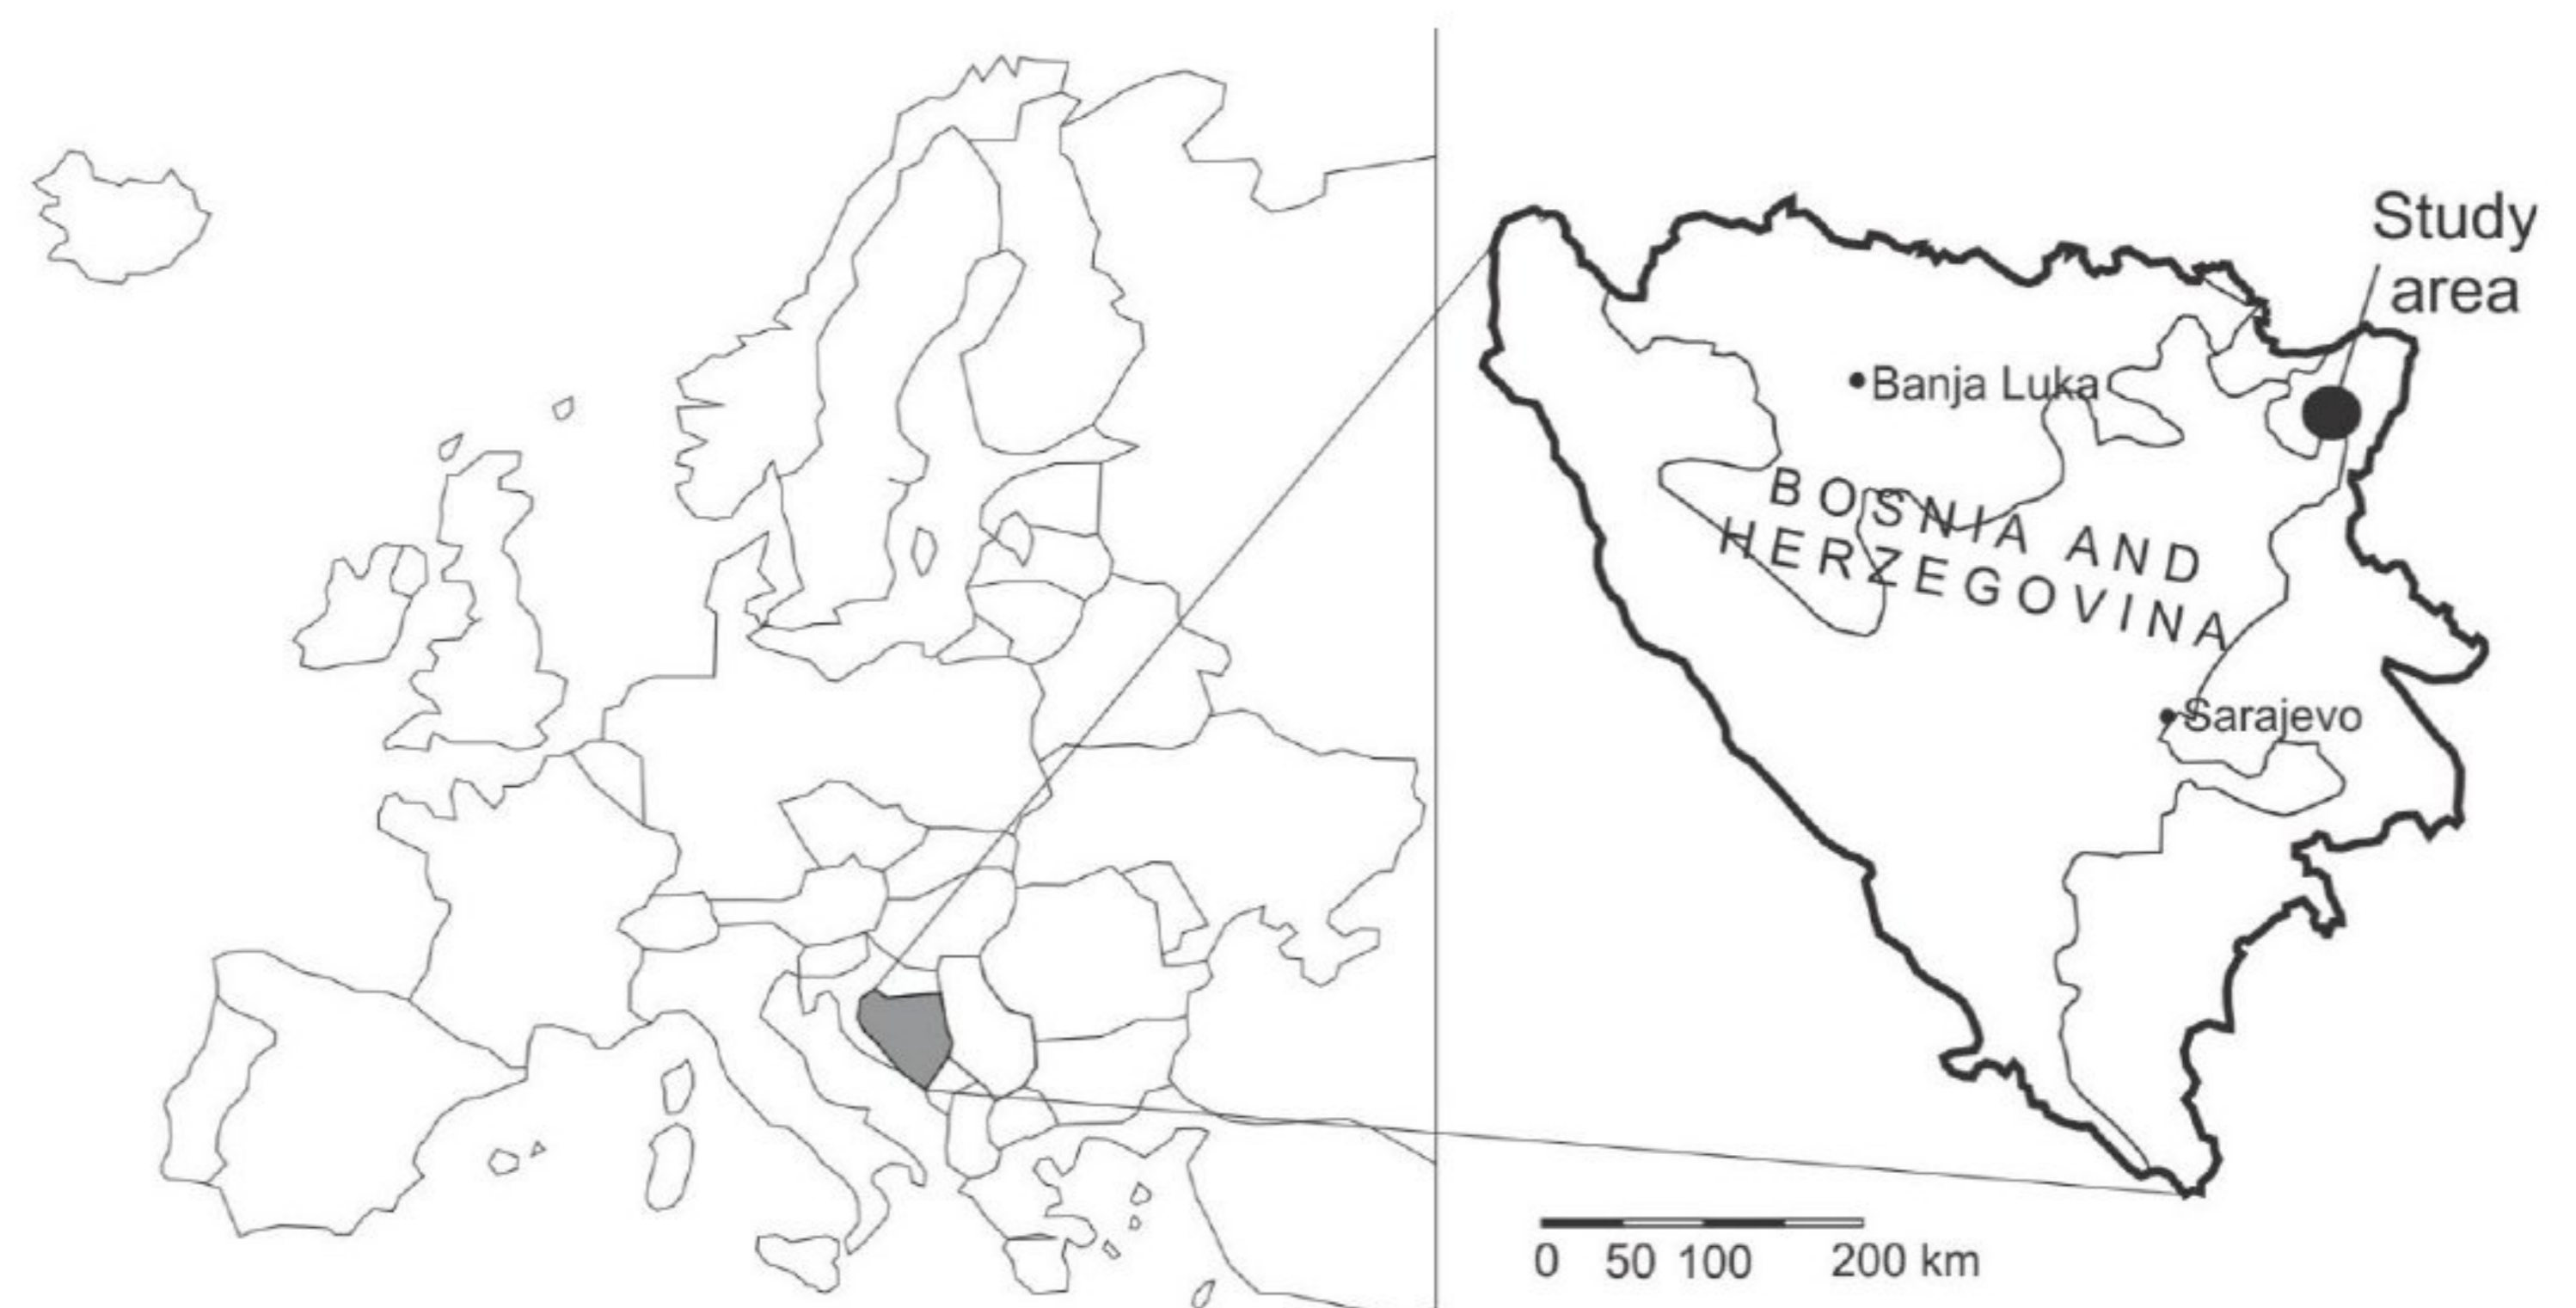 Study
area
Banja Luka
BOSNIA AND
HERZEGOVINA
Sarajevo
0 50 100 200 km